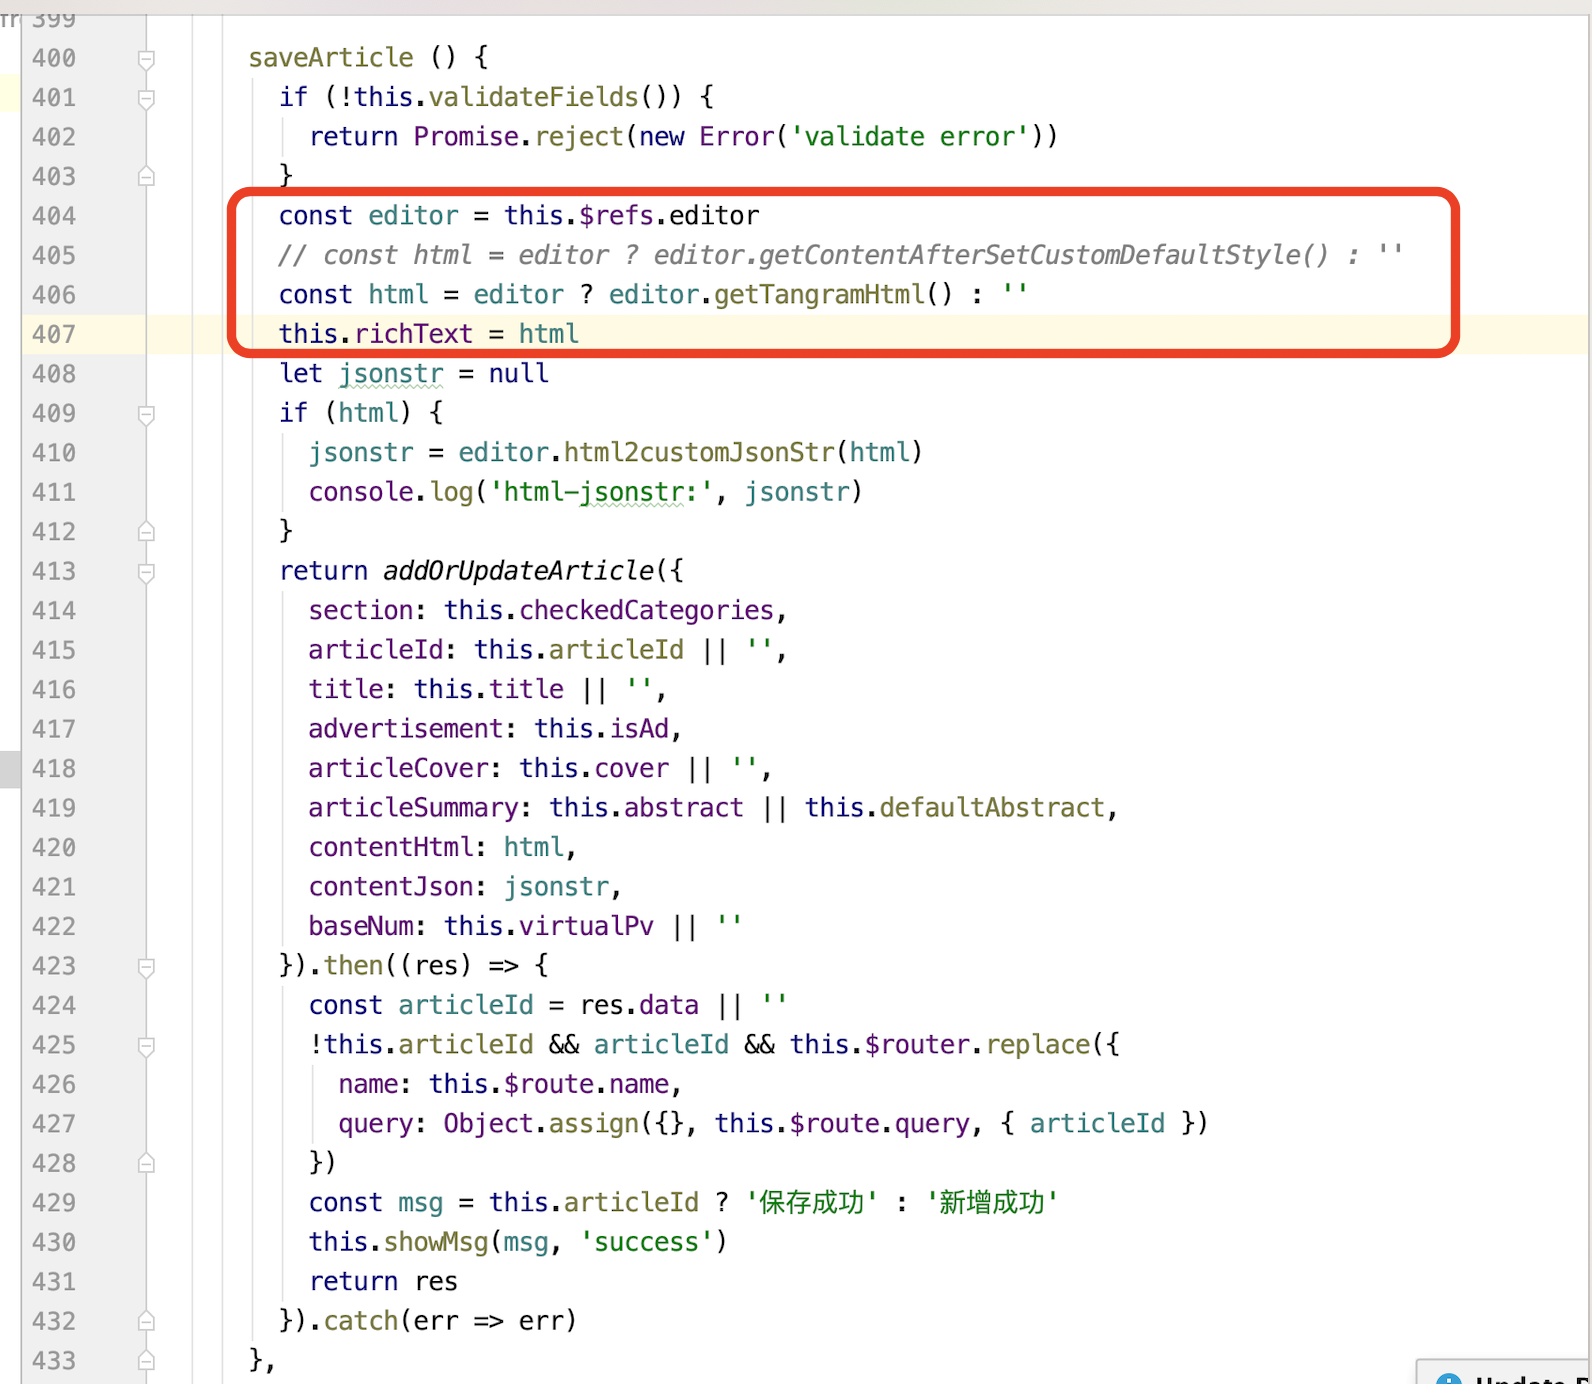 399
400 saveArticle () {
401 if (!this.validateFields()) {
402 return Promise.reject(new Error('validate error'))
403 }
404 const editor = this.$refs.editor
405 // const html = editor ? editor.getContentAfterSetCustomDefaultStyle() : ''
406 const html = editor ? editor.getTangramHtml() : ''
407 this.richText = html
408 let jsonstr = null
409 if (html) {
410 jsonstr = editor.html2customJsonStr(html)
411 console.log('html-jsonstr:', jsonstr)
412 }
413 return addOrUpdateArticle({
414 section: this.checkedCategories,
415 articleId: this.articleId || '',
416 title: this.title || '',
417 advertisement: this.isAd,
418 articleCover: this.cover || '',
419 articleSummary: this.abstract || this.defaultAbstract,
420 contentHtml: html,
421 contentJson: jsonstr,
422 baseNum: this.virtualPv || ''
423 }).then((res) => {
424 const articleId = res.data || ''
425 !this.articleId && articleId && this.$router.replace({
426 name: this.$route.name,
427 query: Object.assign({}, this.$route.query, { articleId })
428 })
429 const msg = this.articleId ? '保存成功' : '新增成功'
430 this.showMsg(msg, 'success')
431 return res
432 }).catch(err => err)
433 },